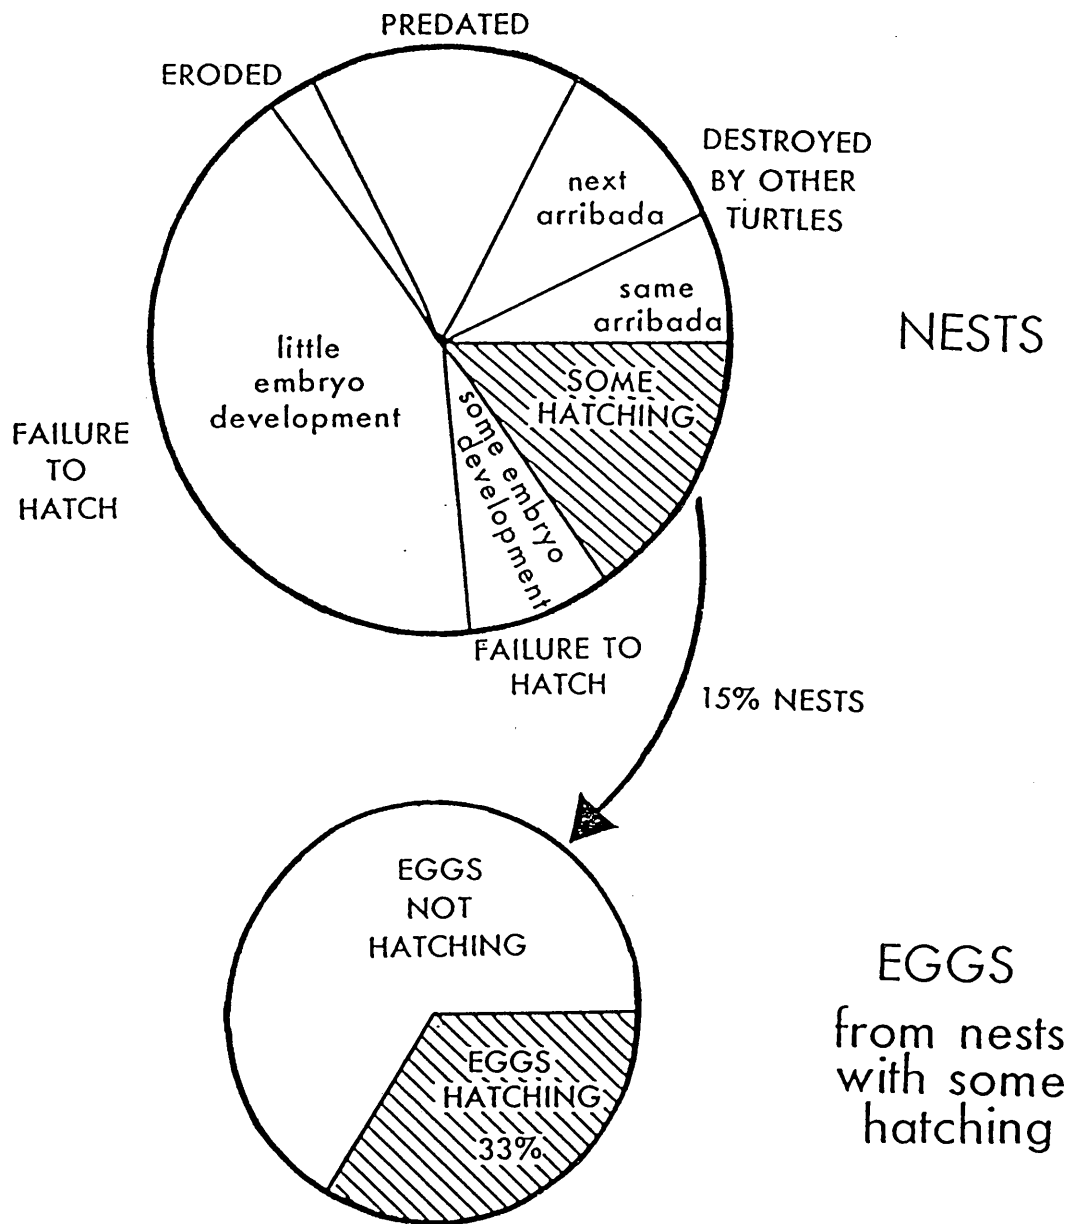 PREDATED
ERODED
DESTROYED
BY OTHER
TURTLES
next
arribada
same
arribada
NESTS
little
embryo
development
SOME
HATCHING
some embryo
development
FAILURE
TO
HATCH
FAILURE TO
HATCH
15% NESTS
EGGS
NOT
HATCHING
EGGS
HATCHING
33%
EGGS
from nests
with some
hatching